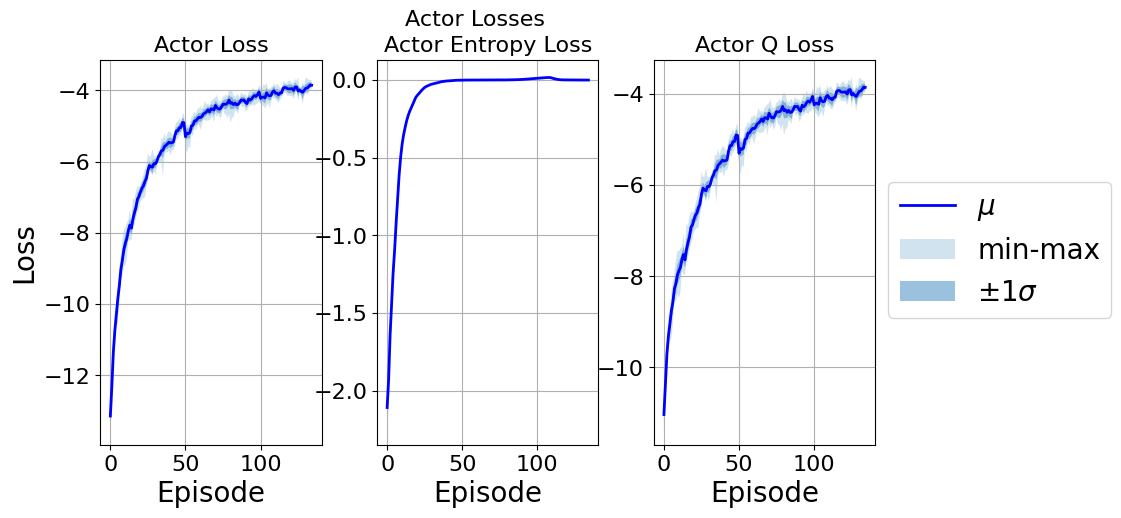 Actor Losses
Actor Loss
Actor Entropy Loss
Actor Q Loss
Loss
−4
−6
−8
−10
−12
0
50
100
Episode
0.0
−0.5
−1.0
−1.5
−2.0
0
50
100
Episode
−4
−6
−8
−10
0
50
100
Episode
μ
min-max
±1σ